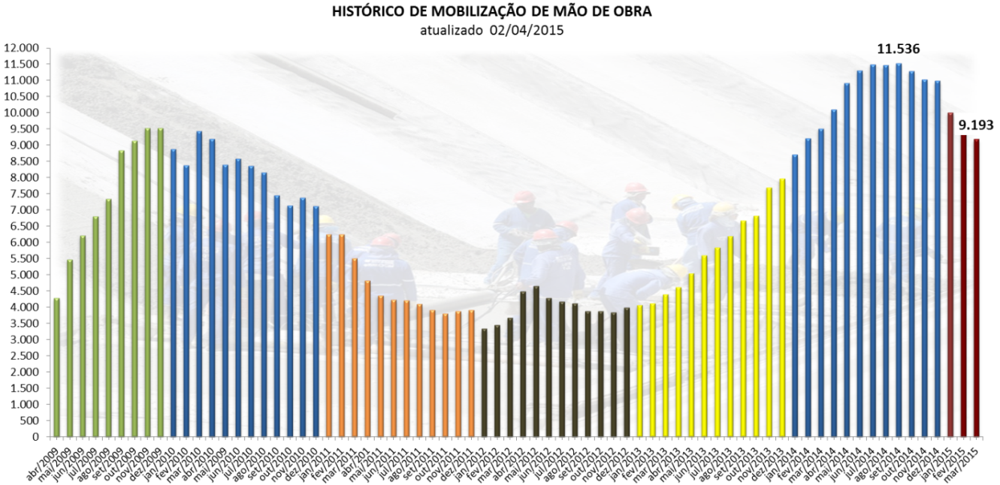 HISTÓRICO DE MOBILIZAÇÃO DE MÃO DE OBRA
atualizado 02/04/2015
12.000
11.500
11.000
10.500
10.000
9.500
9.000
8.500
8.000
7.500
7.000
6.500
6.000
5.500
5.000
4.500
4.000
3.500
3.000
2.500
2.000
1.500
1.000
500
0
11.536
9.193
abr/2009
mai/2009
jun/2009
jul/2009
ago/2009
set/2009
out/2009
nov/2009
dez/2009
jan/2010
fev/2010
mar/2010
abr/2010
mai/2009
jun/2010
jul/2010
ago/2010
set/2010
out/2010
nov/2010
dez/2010
jan/2011
fev/2011
mar/2011
abr/201
mai/2011
jun/2011
jul/2011
ago/2011
set/2011
out/2011
nov/2011
dez/2011
jan/2012
fev/2012
mar/2012
abr/2012
mai/2012
jun/2012
jul/2012
ago/2012
set/2012
out/2012
nov/2012
dez/2012
jan/2013
fev/2013
mar/2013
abr/2013
mai/2013
jun/2013
jul/2013
ago/2013
set/2013
out/2013
nov/2013
dez/2013
jan/2014
fev/2014
mar/2014
abr/2014
mai/2014
jun/2014
jul/2014
ago/2014
set/2014
out/2014
nov/2014
dez/2014
jan/2015
fev/2015
mar/2015